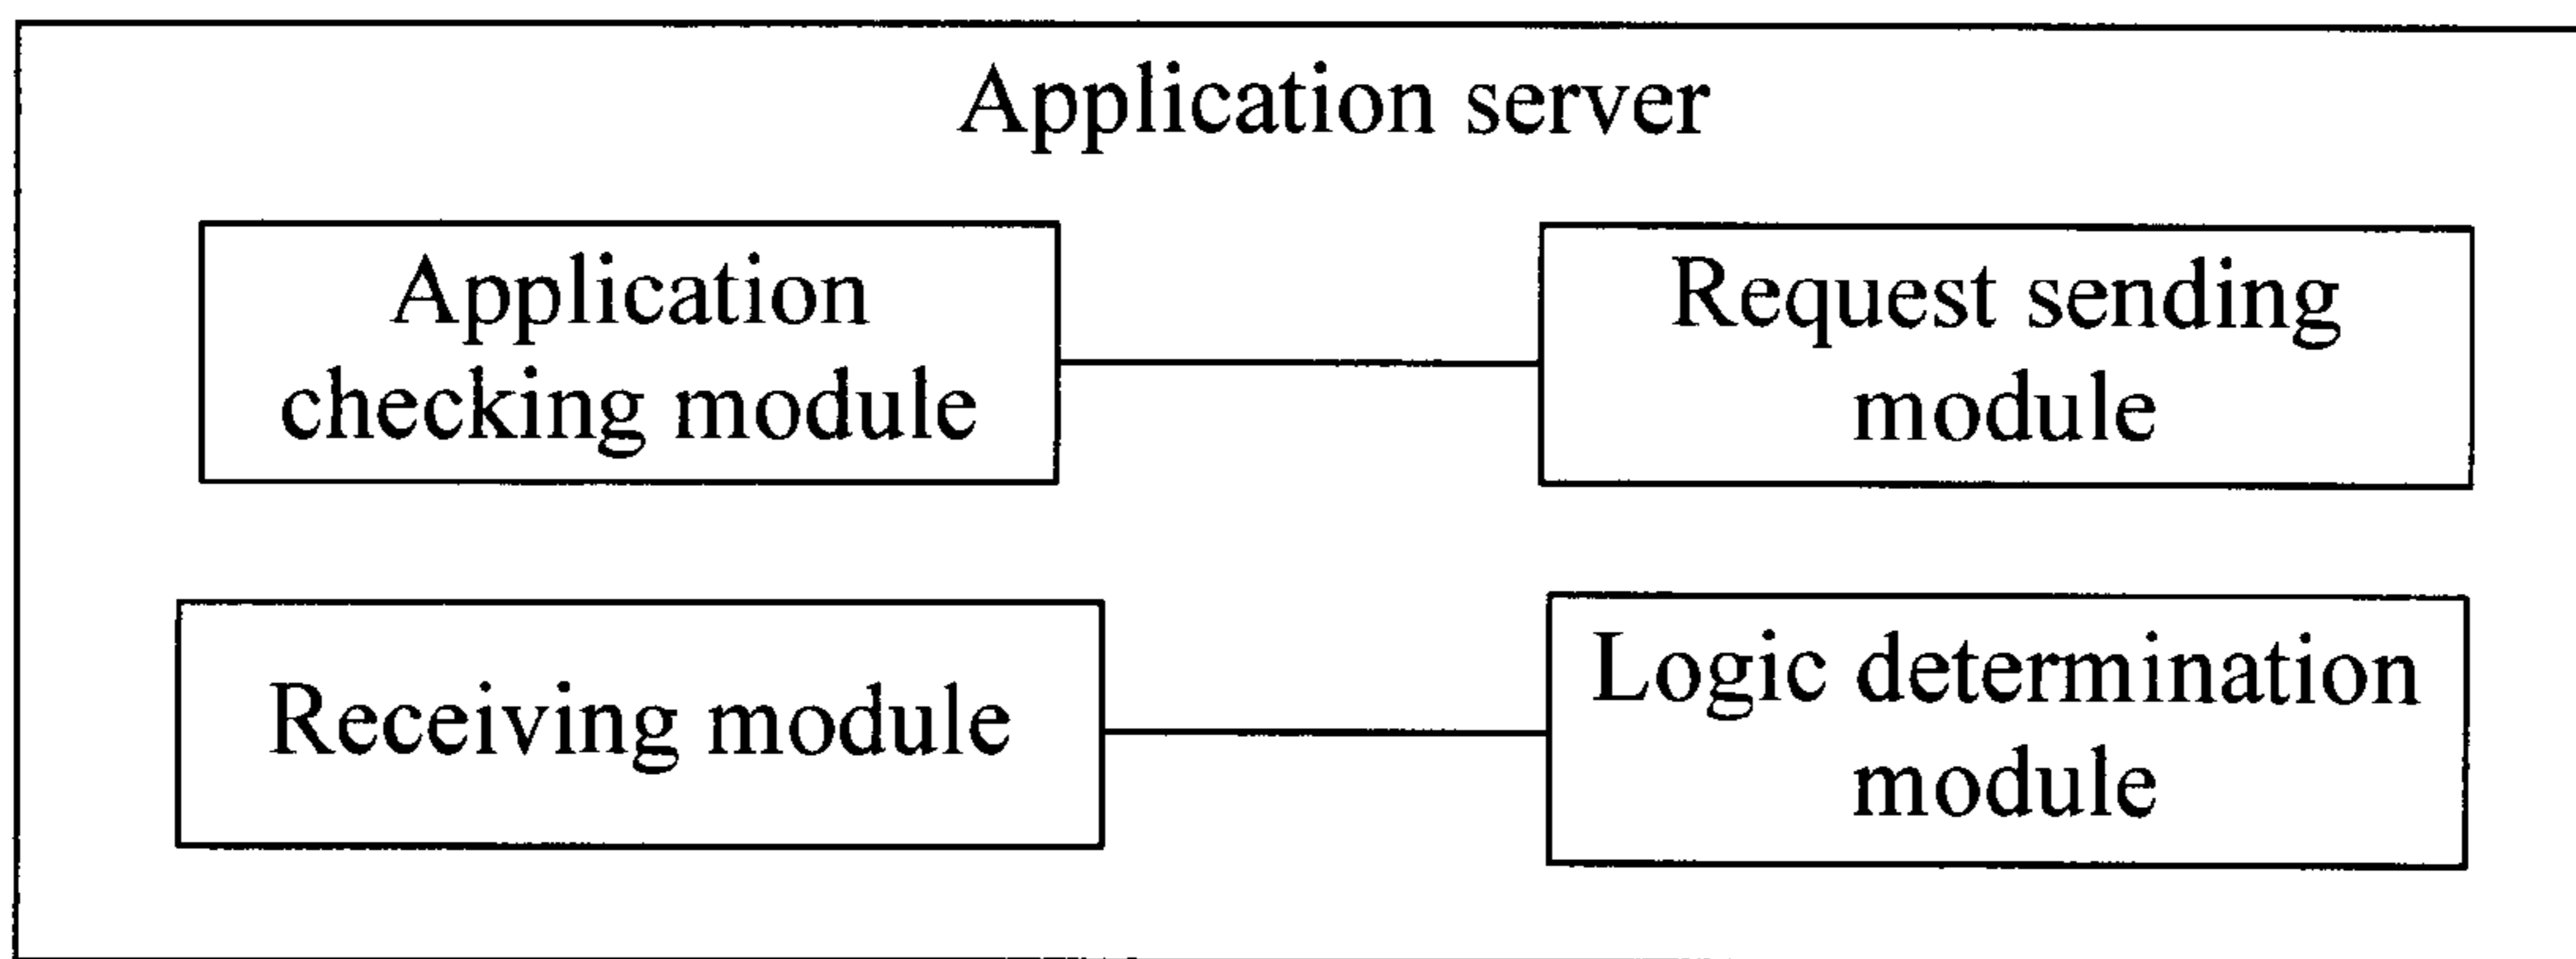 Application server
Application
checking module
Request sending
module
Receiving module
Logic determination
module